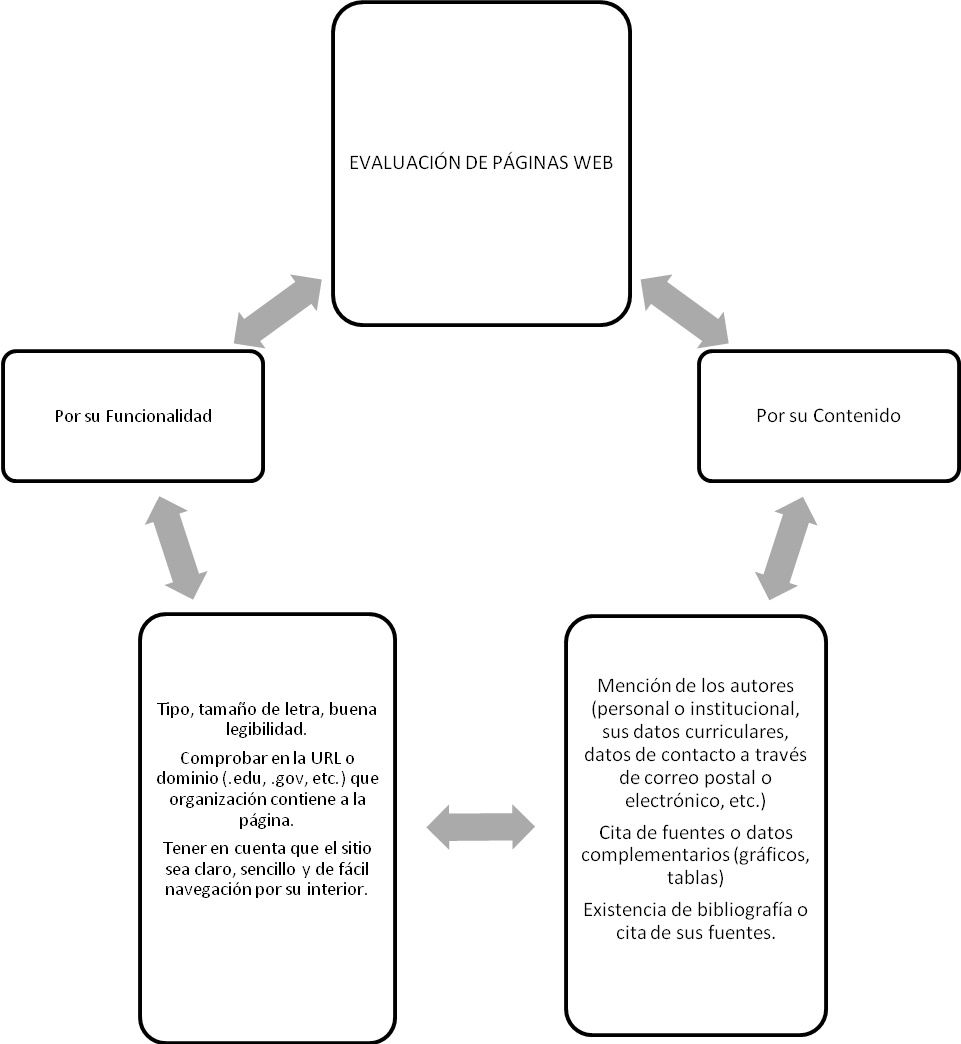 EVALUACIÓN DE PÁGINAS WEB
Por su Funcionalidad
Por su Contenido
Tipo, tamaño de letra, buena
legibilidad.
Comprobar en la URL o
dominio (.edu, .gov, etc.) que
organización contiene a la
página.
Tener en cuenta que el sitio
sea claro, sencillo y de fácil
navegación por su interior.
Mención de los autores
(personal o institucional,
sus datos curriculares,
datos de contacto a través
de correo postal o
electrónico, etc.)
Cita de fuentes o datos
complementarios (gráficos,
tablas)
Existencia de bibliografía o
cita de sus fuentes.